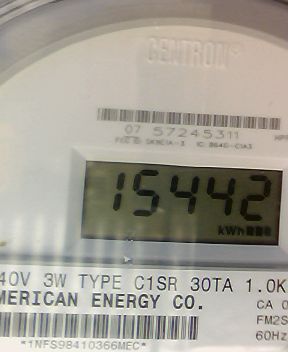 CENTRON®
07 57245311
15442
kWh
40V 3W TYPE C1SR 30TA 1.0K
MERICAN ENERGY CO.
CA 0
FM2S
60Hz
*1NFS98410366MEC*